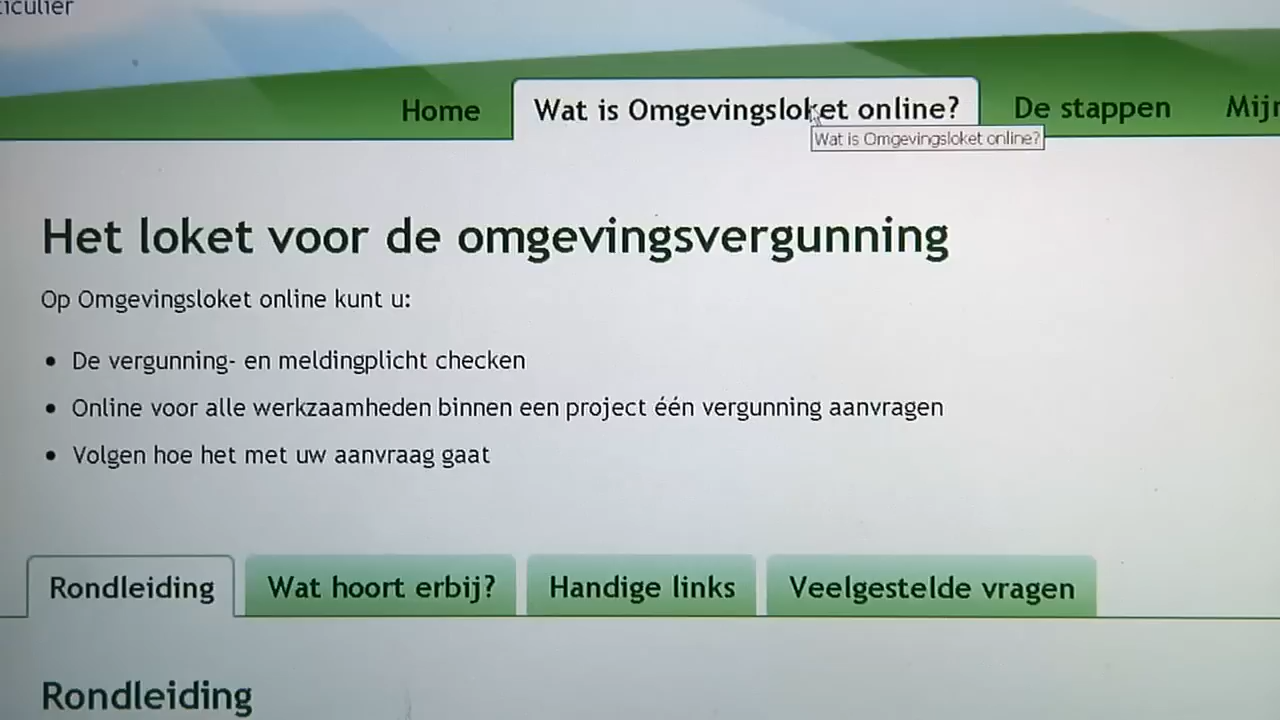 Home Wat is Omgevingsloket online? De stappen
Wat is Omgevingsloket online?
Het loket voor de omgevingsvergunning
Op Omgevingsloket online kunt u:
• De vergunning- en meldingplicht checken
• Online voor alle werkzaamheden binnen een project één vergunning aanvragen
• Volgen hoe het met uw aanvraag gaat
Rondleiding Wat hoort erbij? Handige links Veelgestelde vragen
Rondleiding